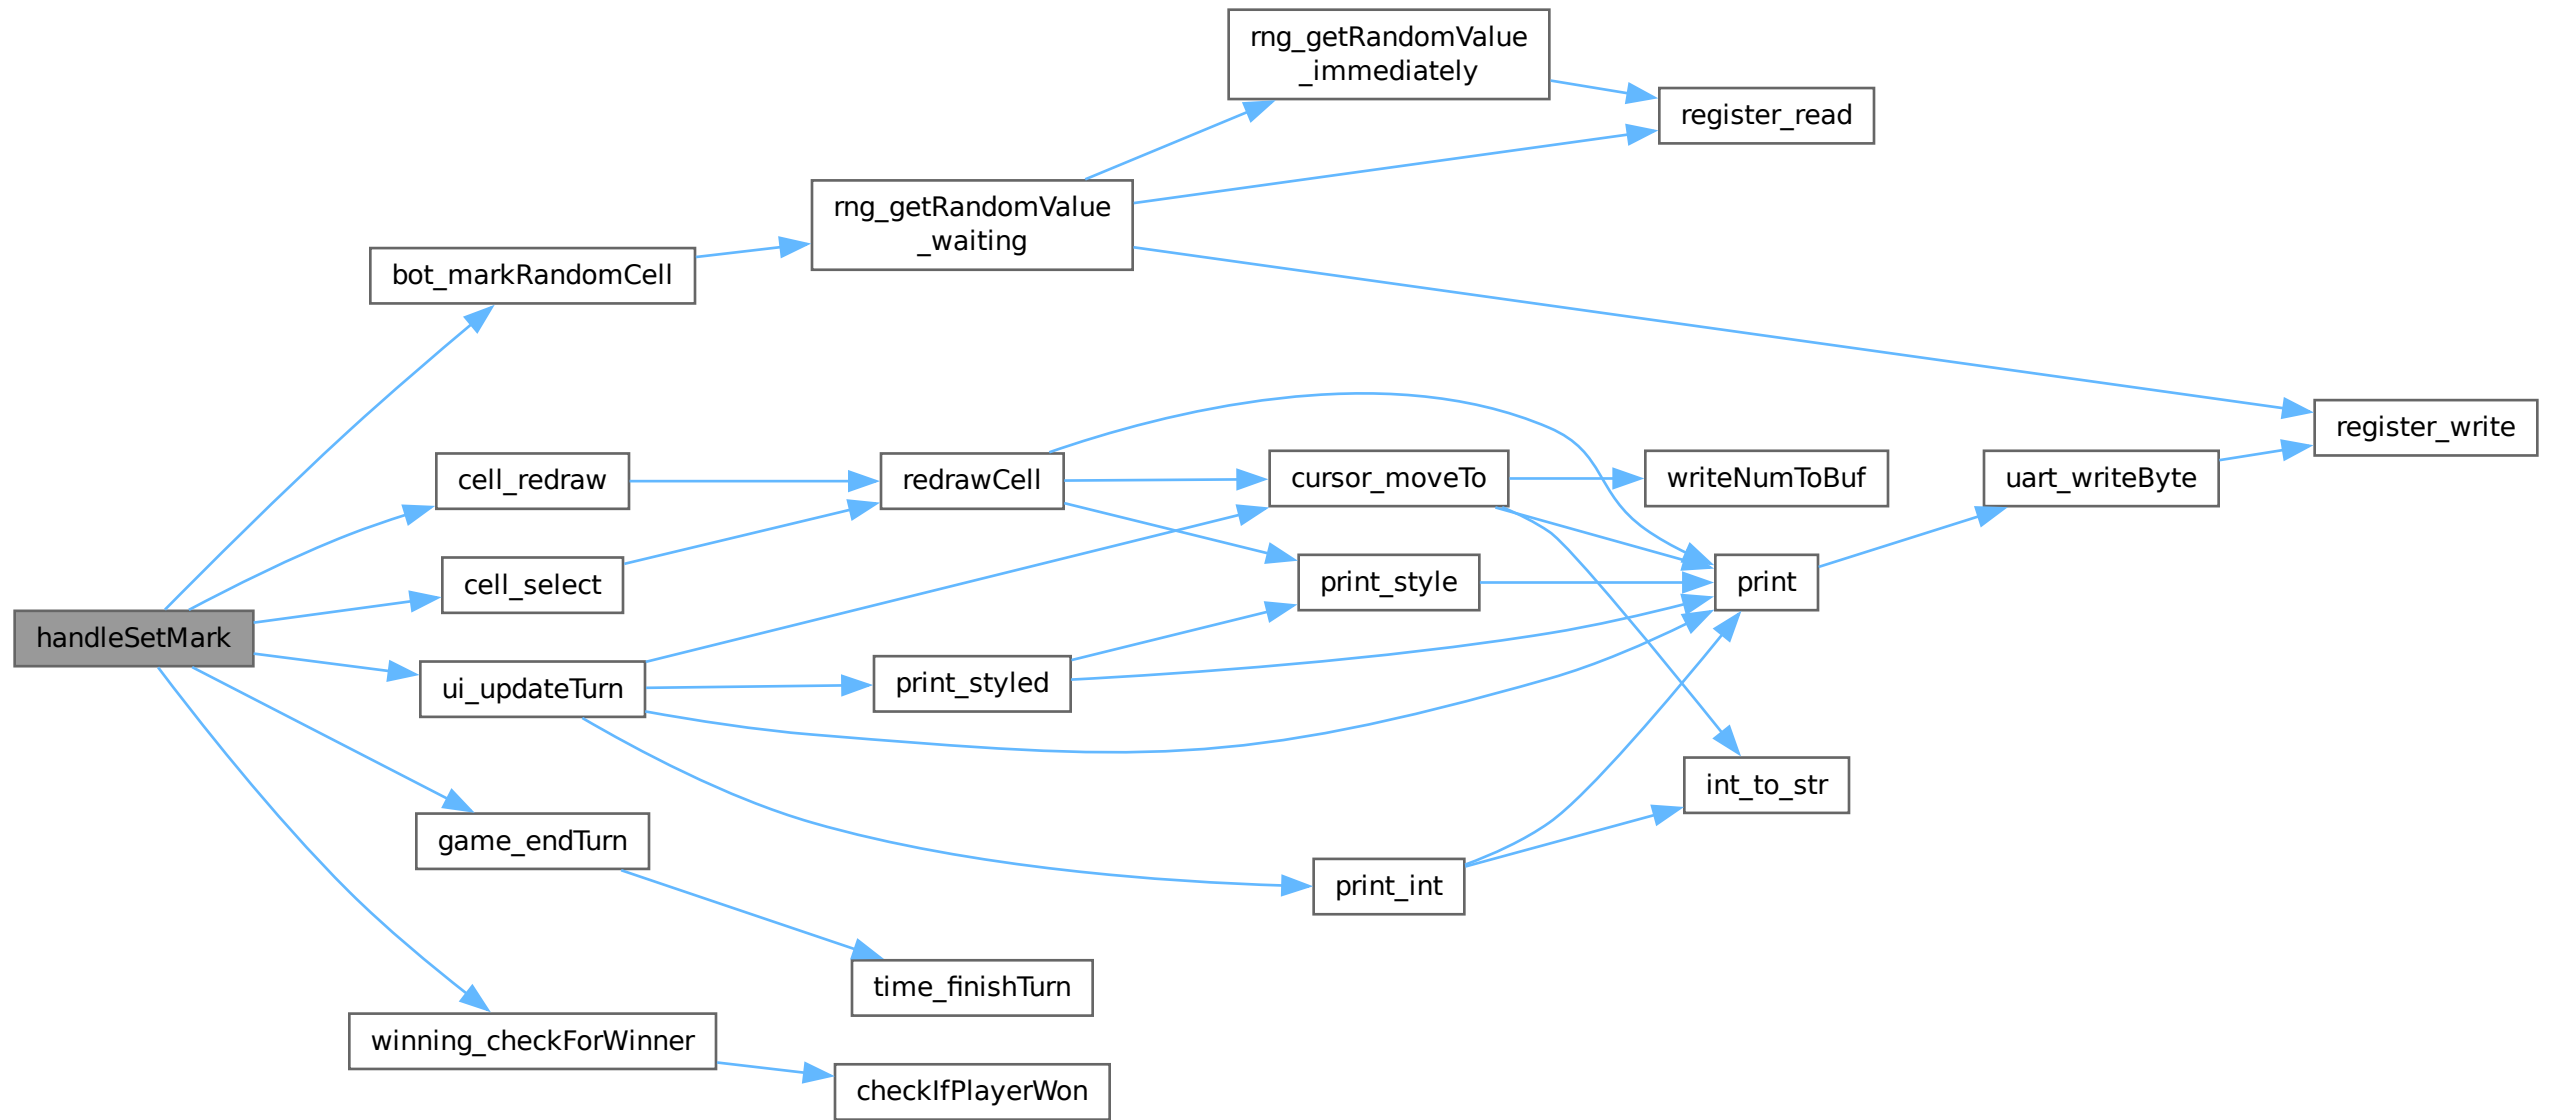 handleSetMark
bot_markRandomCell
rng_getRandomValue
_waiting
rng_getRandomValue
_immediately
register_read
register_write
cell_redraw
redrawCell
cursor_moveTo
writeNumToBuf
uart_writeByte
cell_select
print_style
print
ui_updateTurn
print_styled
int_to_str
game_endTurn
print_int
time_finishTurn
winning_checkForWinner
checkIfPlayerWon